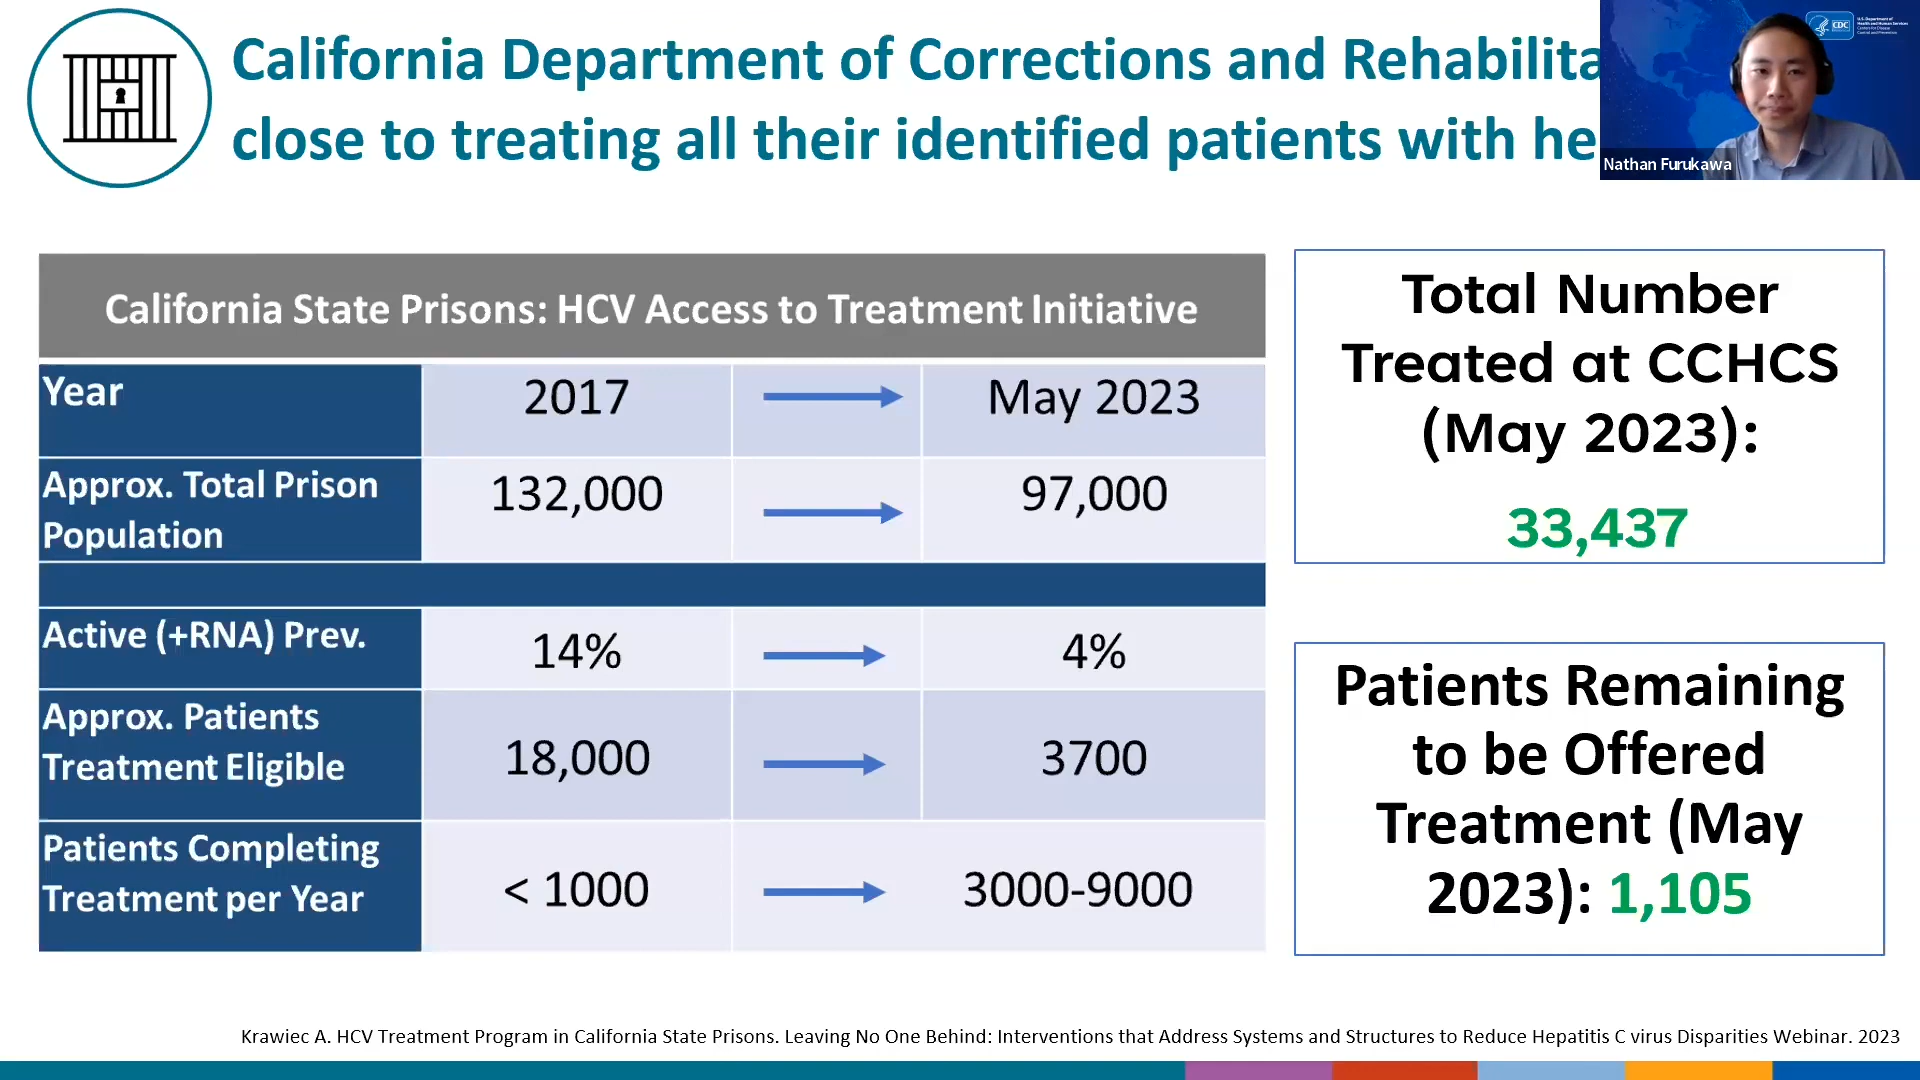 California Department of Corrections and Rehabilita
close to treating all their identified patients with he
CDC
Nathan Furukawa
California State Prisons: HCV Access to Treatment Initiative
Year 2017 May 2023
Approx. Total Prison
Population 132,000 97,000
Active (+RNA) Prev. 14% 4%
Approx. Patients
Treatment Eligible 18,000 3700
Patients Completing
Treatment per Year < 1000 3000-9000
Total Number
Treated at CCHCS
(May 2023):
33,437
Patients Remaining
to be Offered
Treatment (May
2023): 1,105
Krawiec A. HCV Treatment Program in California State Prisons. Leaving No One Behind: Interventions that Address Systems and Structures to Reduce Hepatitis C virus Disparities Webinar. 2023